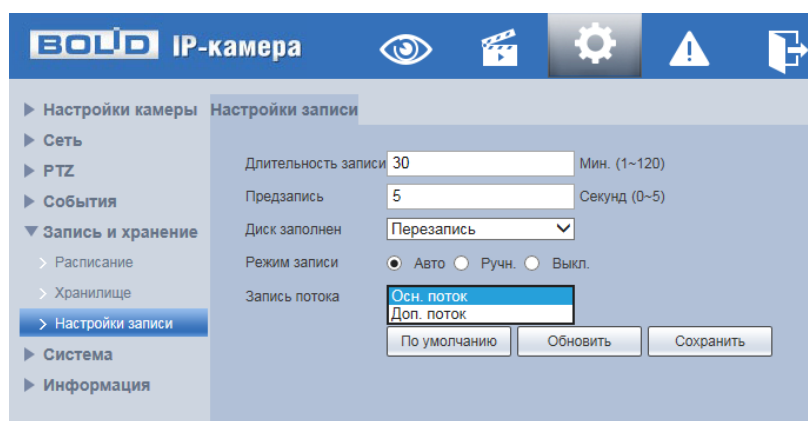 BOLID IP-камера
Настройки камеры
Сеть
PTZ
События
Запись и хранение
Расписание
Хранилище
Настройки записи
Система
Информация
Настройки записи
Длительность записи 30 Мин. (1~120)
Предзапись 5 Секунд (0~5)
Диск заполнен Перезапись
Режим записи Авто Ручн. Выкл.
Запись потока Осн. поток
Доп. поток
По умолчанию Обновить Сохранить